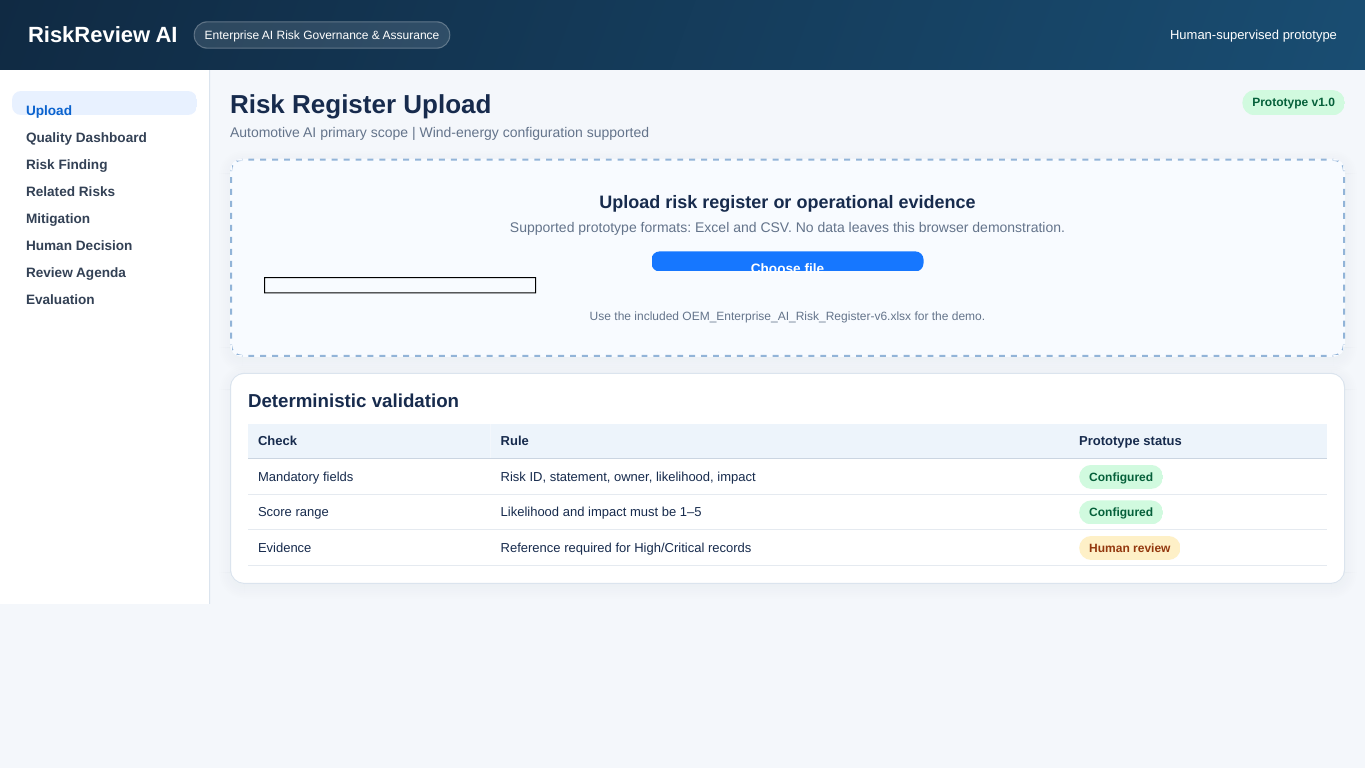 RiskReview AI
Enterprise AI Risk Governance & Assurance
Human-supervised prototype
Upload
Quality Dashboard
Risk Finding
Related Risks
Mitigation
Human Decision
Review Agenda
Evaluation
Risk Register Upload
Prototype v1.0
Automotive AI primary scope | Wind-energy configuration supported
Upload risk register or operational evidence
Supported prototype formats: Excel and CSV. No data leaves this browser demonstration.
Choose file
Use the included OEM_Enterprise_AI_Risk_Register-v6.xlsx for the demo.
Deterministic validation
Check Rule Prototype status
Mandatory fields Risk ID, statement, owner, likelihood, impact Configured
Score range Likelihood and impact must be 1–5 Configured
Evidence Reference required for High/Critical records Human review